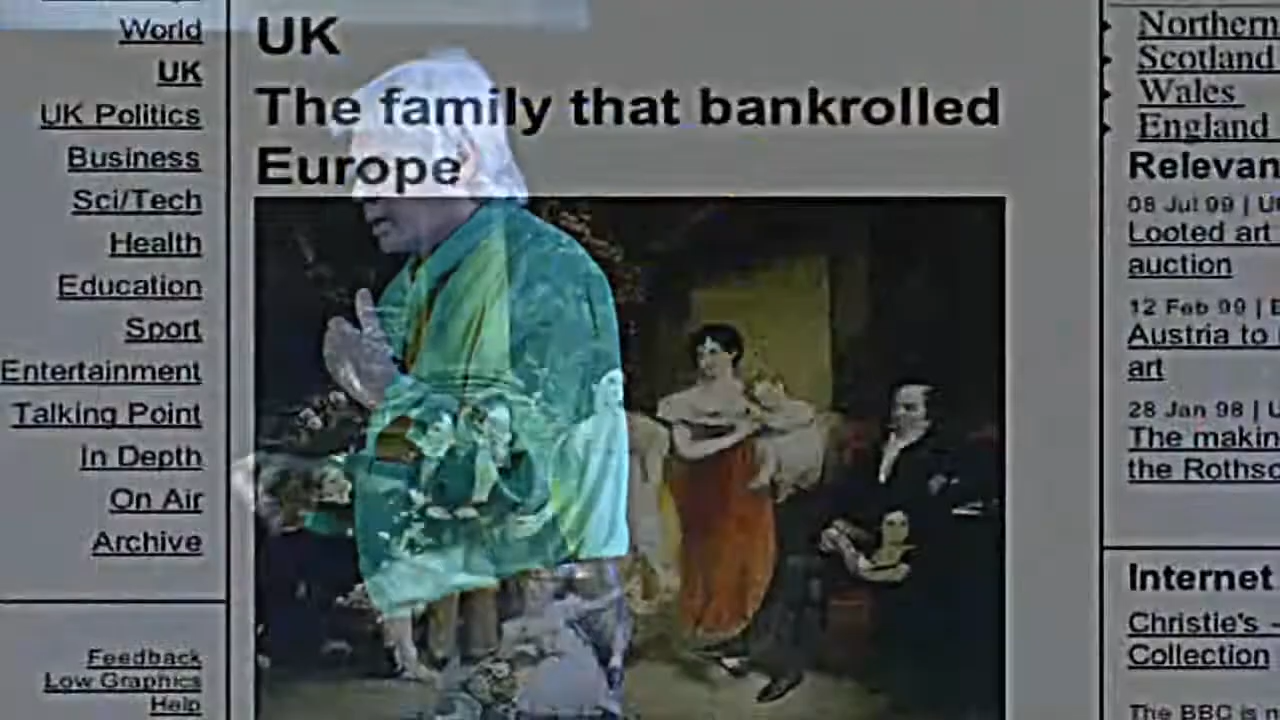 World
UK
UK Politics
Business
Sci/Tech
Health
Education
Sport
Entertainment
Talking Point
In Depth
On Air
Archive
Feedback
Low Graphics
Help
UK
The family that bankrolled
Europe
Northern
Scotland
Wales
England
Relevan
08 Jul 99 | U
Looted art
auction
12 Feb 99 | E
Austria to
art
28 Jan 98 | U
The makin
the Rothsc
Internet
Christie's -
Collection
The BBC is n